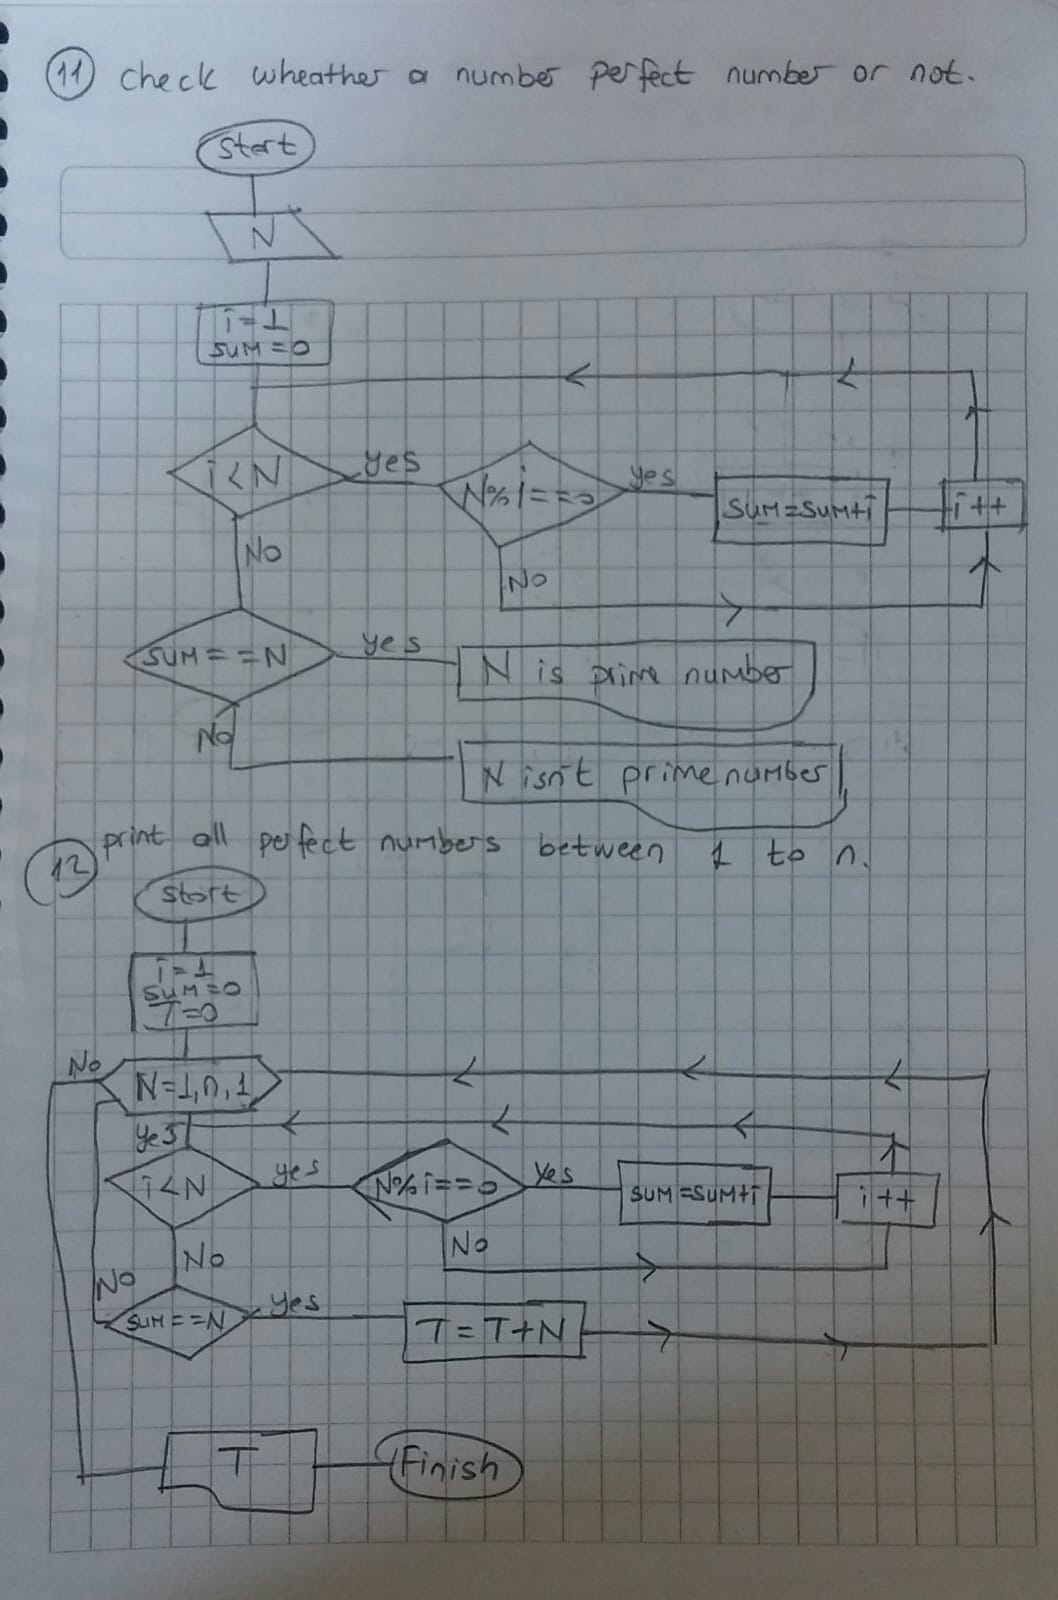 11 check wheather a number perfect number or not.
start
N
i=1
sum=0
i<N
yes
N%i==0
yes
sum=sum+i
i++
No
No
sum==N
yes
N is prime number
No
N isn't prime number
12 print all perfect numbers between 1 to n.
start
i=1
sum=0
T=0
No
N=1,n,1
yes
i<N
yes
N%i==0
yes
sum=sum+i
i++
No
No
No
sum==N
yes
T=T+N
T
Finish